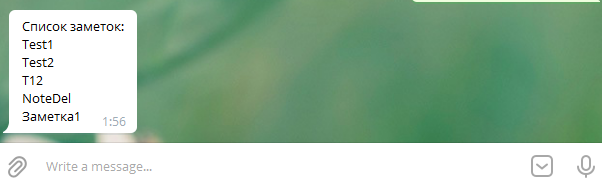 Список заметок:
Test1
Test2
T12
NoteDel
Заметка1
1:56
Write a message...